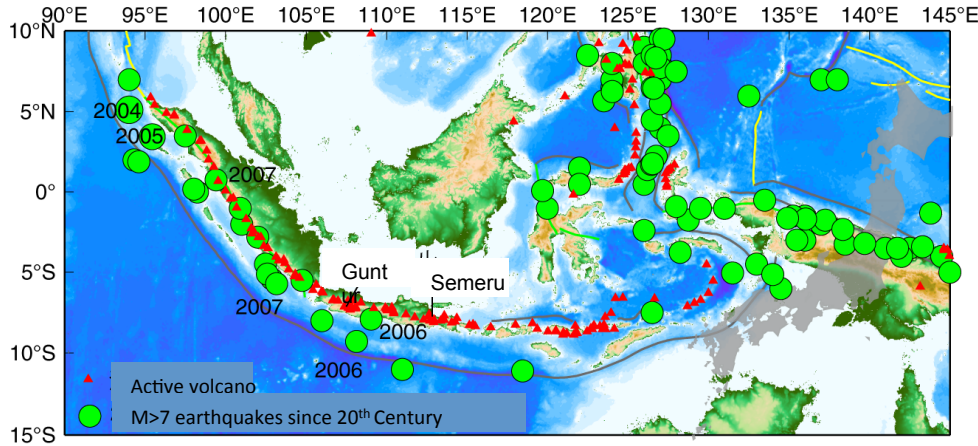 90°E 95°E 100°E 105°E 110°E 115°E 120°E 125°E 130°E 135°E 140°E 145°E
10°N
5°N
2004
2005
2007
0°
5°S
Gunt
ur
Semeru
2007
2006
10°S
2006
Active volcano
M>7 earthquakes since 20th Century
15°S